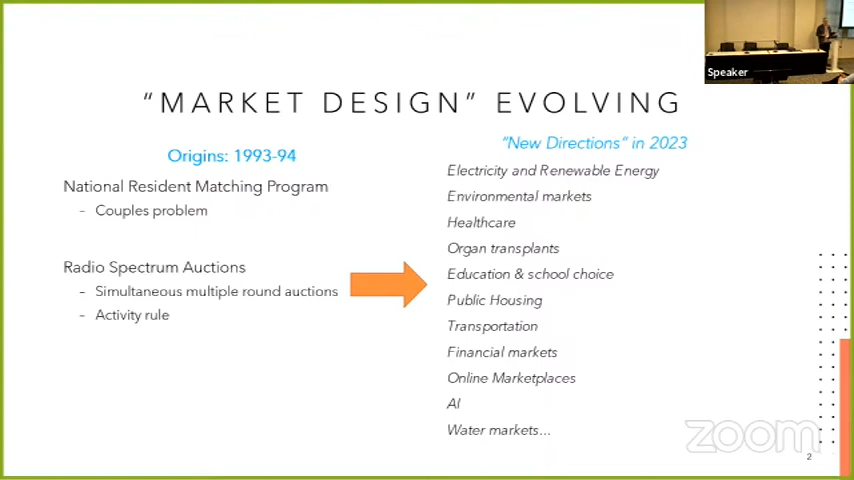 Speaker
"MARKET DESIGN" EVOLVING
Origins: 1993-94
National Resident Matching Program
- Couples problem
Radio Spectrum Auctions
- Simultaneous multiple round auctions
- Activity rule
"New Directions" in 2023
Electricity and Renewable Energy
Environmental markets
Healthcare
Organ transplants
Education & school choice
Public Housing
Transportation
Financial markets
Online Marketplaces
AI
Water markets...
zoom
2